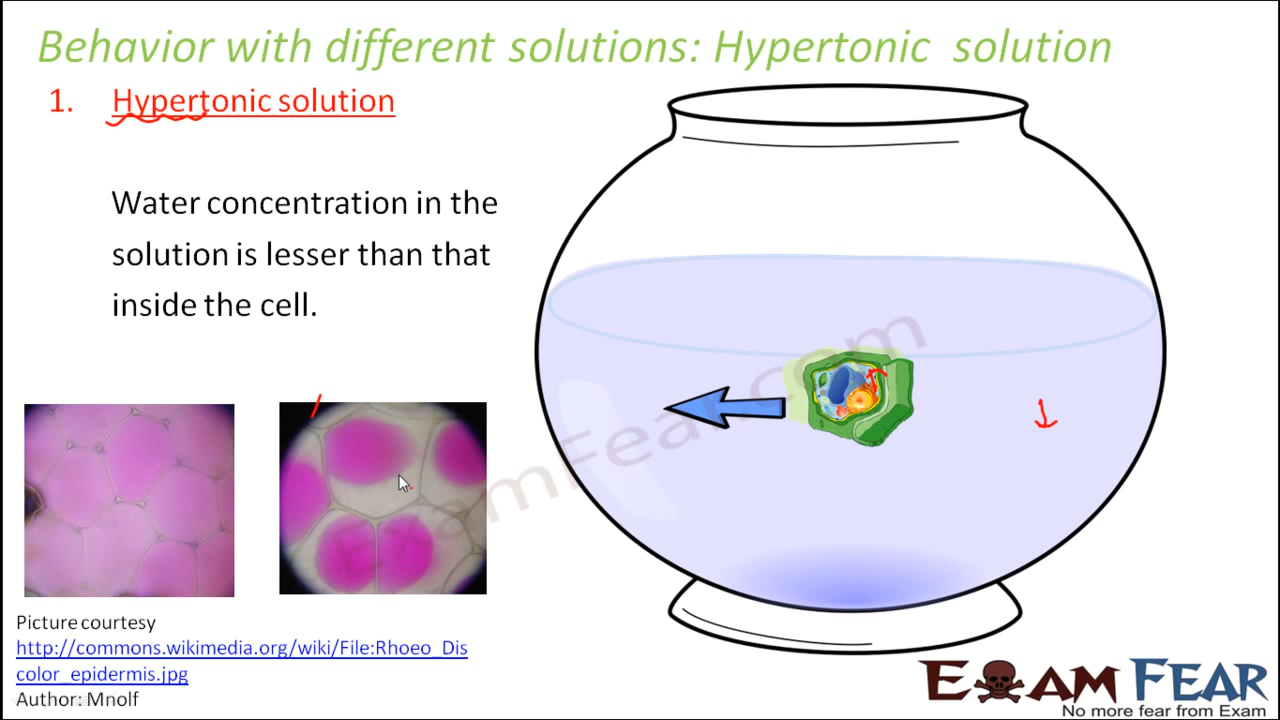 Behavior with different solutions: Hypertonic solution
1. Hypertonic solution
Water concentration in the
solution is lesser than that
inside the cell.
Picture courtesy
http://commons.wikimedia.org/wiki/File:Rhoeo_Dis
color_epidermis.jpg
Author: Mnolf
ExamFear.com
EXAM FEAR
No more fear from Exam